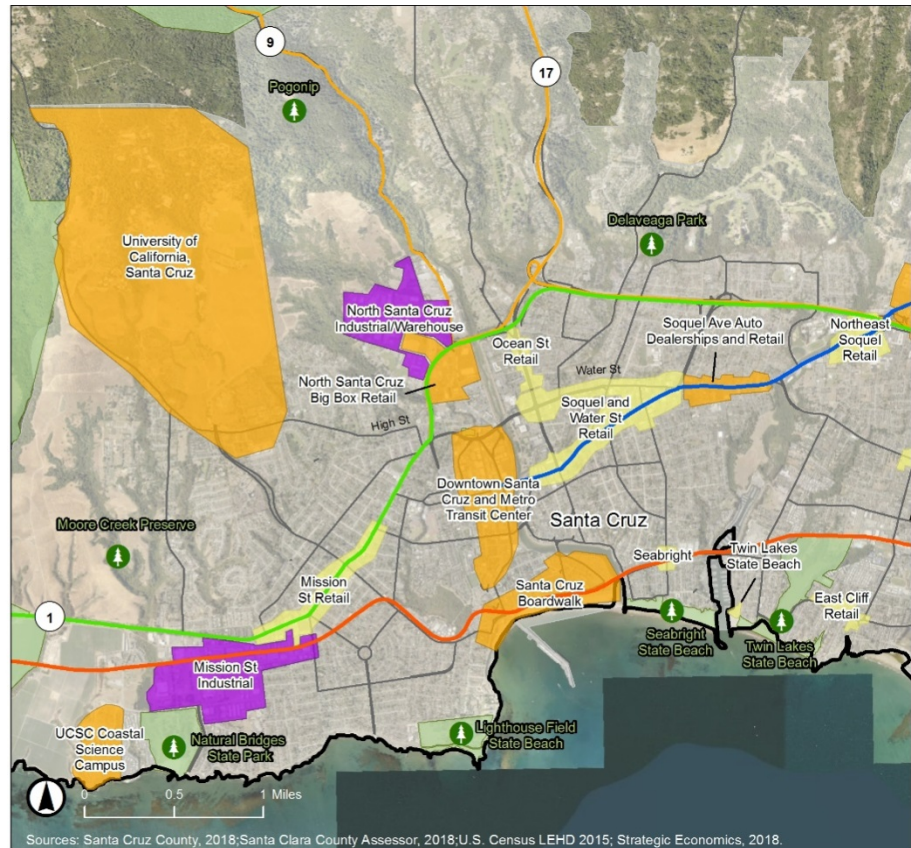 9
17
Pogonip
Delaveaga Park
University of
California,
Santa Cruz
North Santa Cruz
Industrial/Warehouse
Ocean St
Retail
Soquel Ave Auto
Dealerships and Retail
Northeast
Soquel
Retail
North Santa Cruz
Big Box Retail
Water St
High St
Soquel and
Water St
Retail
Downtown Santa
Cruz and Metro
Transit Center
Santa Cruz
Moore Creek Preserve
Seabright
Twin Lakes
State Beach
Mission
St Retail
Santa Cruz
Boardwalk
East Cliff
Retail
1
Seabright
State Beach
Twin Lakes
State Beach
Mission St
Industrial
UCSC Coastal
Science
Campus
Natural Bridges
State Park
Lighthouse Field
State Beach
0 0.5 1 Miles
Sources: Santa Cruz County, 2018;Santa Clara County Assessor, 2018;U.S. Census LEHD 2015; Strategic Economics, 2018.